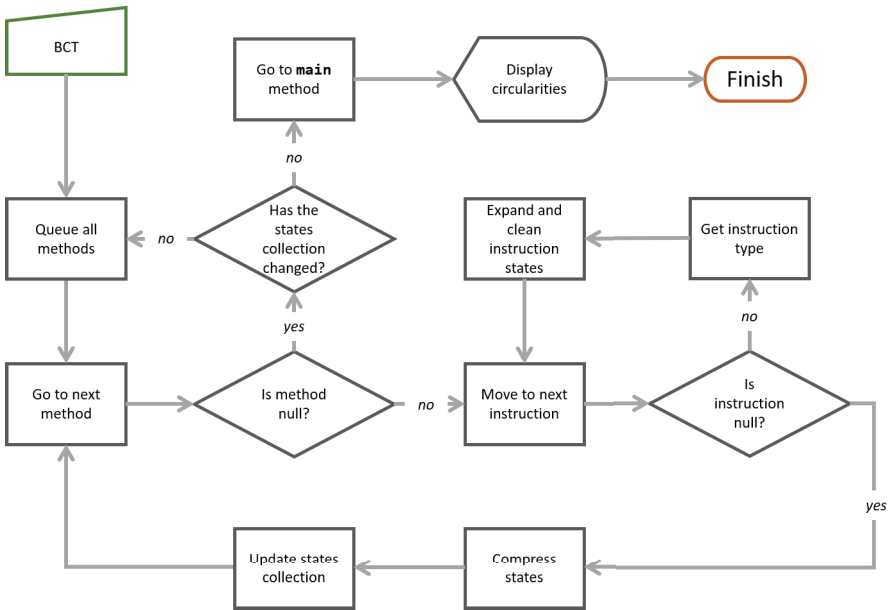 BCT
Go to main
method
Display
circularities
Finish
no
Queue all
methods
no
Has the
states
collection
changed?
Expand and
clean
instruction
states
Get instruction
type
yes
no
Go to next
method
Is method
null?
no
Move to next
instruction
Is
instruction
null?
yes
Update states
collection
Compress
states